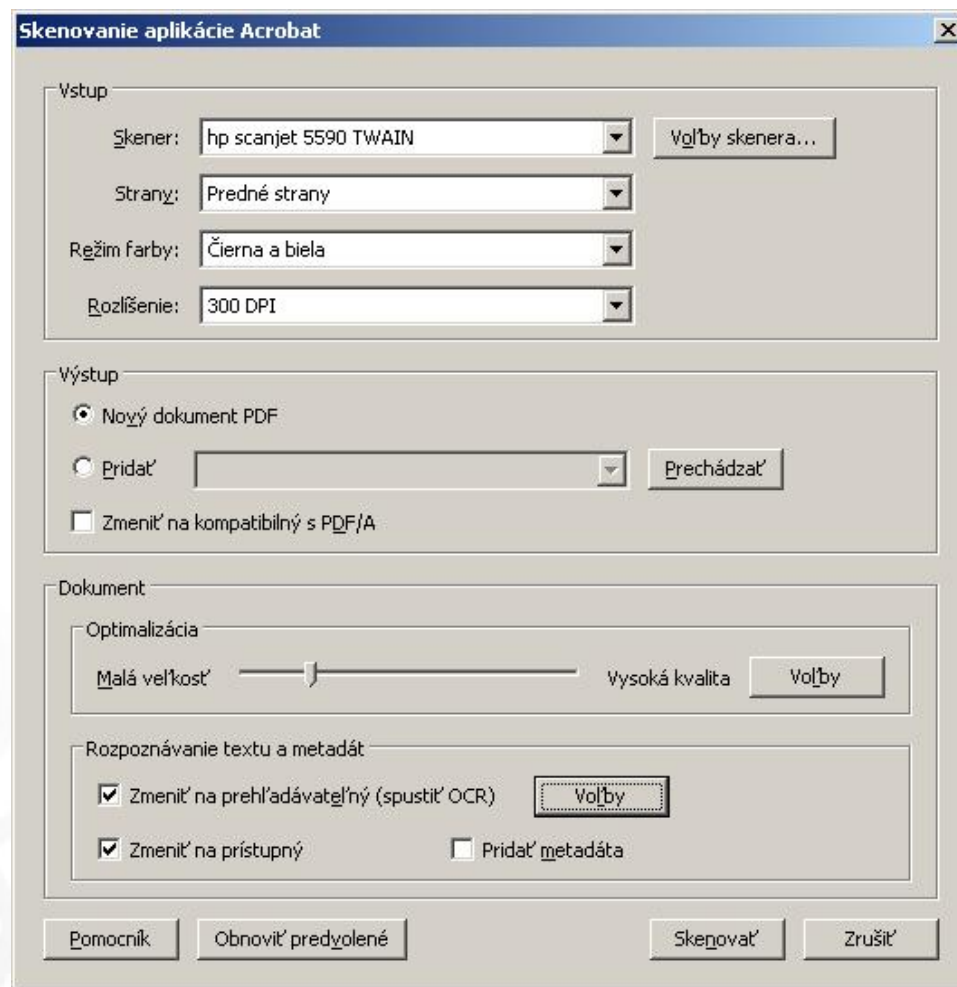 Skenovanie aplikácie Acrobat
Vstup
Skener: hp scanjet 5590 TWAIN Voľby skenera...
Strany: Predné strany
Režim farby: Čierna a biela
Rozlíšenie: 300 DPI
Výstup
Nový dokument PDF
Pridať Prechádzať
Zmeniť na kompatibilný s PDF/A
Dokument
Optimalizácia
Malá veľkosť Vysoká kvalita Voľby
Rozpoznávanie textu a metadát
Zmeniť na prehľadávateľný (spustiť OCR) Voľby
Zmeniť na prístupný Pridať metadáta
Pomocník Obnoviť predvolené Skenovať Zrušiť